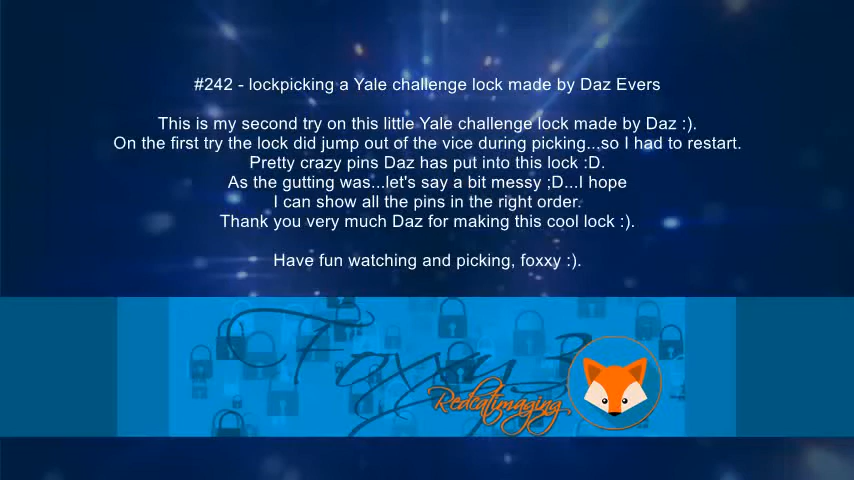 #242 - lockpicking a Yale challenge lock made by Daz Evers
This is my second try on this little Yale challenge lock made by Daz :).
On the first try the lock did jump out of the vice during picking...so I had to restart.
Pretty crazy pins Daz has put into this lock :D.
As the gutting was...let's say a bit messy ;D...I hope
I can show all the pins in the right order.
Thank you very much Daz for making this cool lock :).
Have fun watching and picking, foxxy :).
Foxxy 3
Redcatimaging